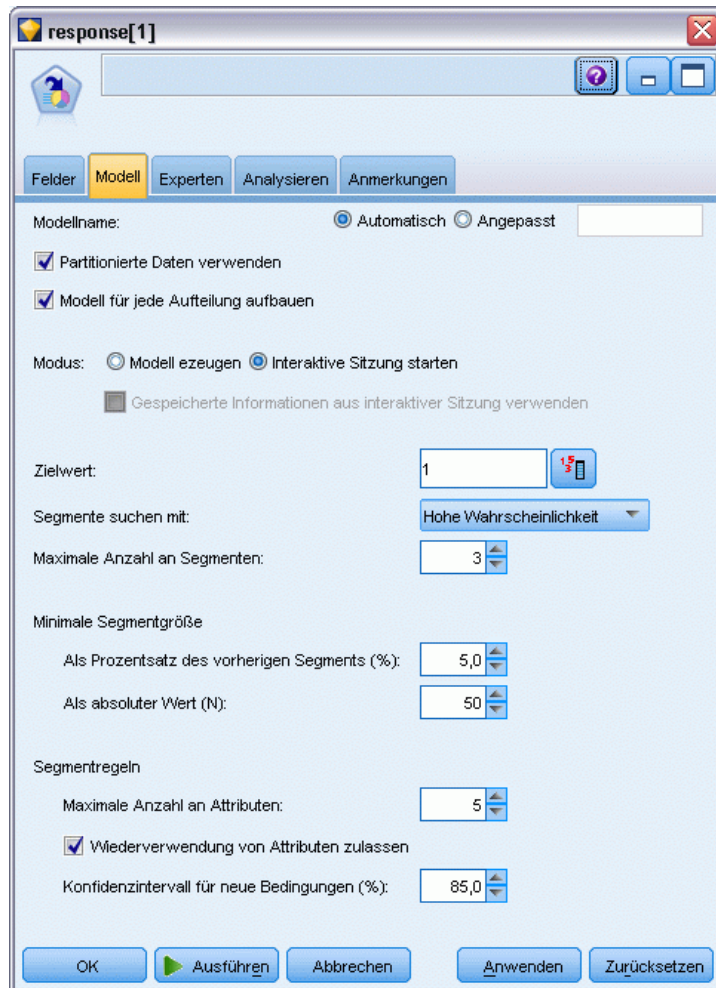 response[1]
Felder Modell Experten Analysieren Anmerkungen
Modellname: Automatisch Angepasst
Partitionierte Daten verwenden
Modell für jede Aufteilung aufbauen
Modus: Modell ezeugen Interaktive Sitzung starten
Gespeicherte Informationen aus interaktiver Sitzung verwenden
Zielwert: 1
Segmente suchen mit: Hohe Wahrscheinlichkeit
Maximale Anzahl an Segmenten: 3
Minimale Segmentgröße
Als Prozentsatz des vorherigen Segments (%): 5,0
Als absoluter Wert (N): 50
Segmentregeln
Maximale Anzahl an Attributen: 5
Wiederverwendung von Attributen zulassen
Konfidenzintervall für neue Bedingungen (%): 85,0
OK Ausführen Abbrechen Anwenden Zurücksetzen